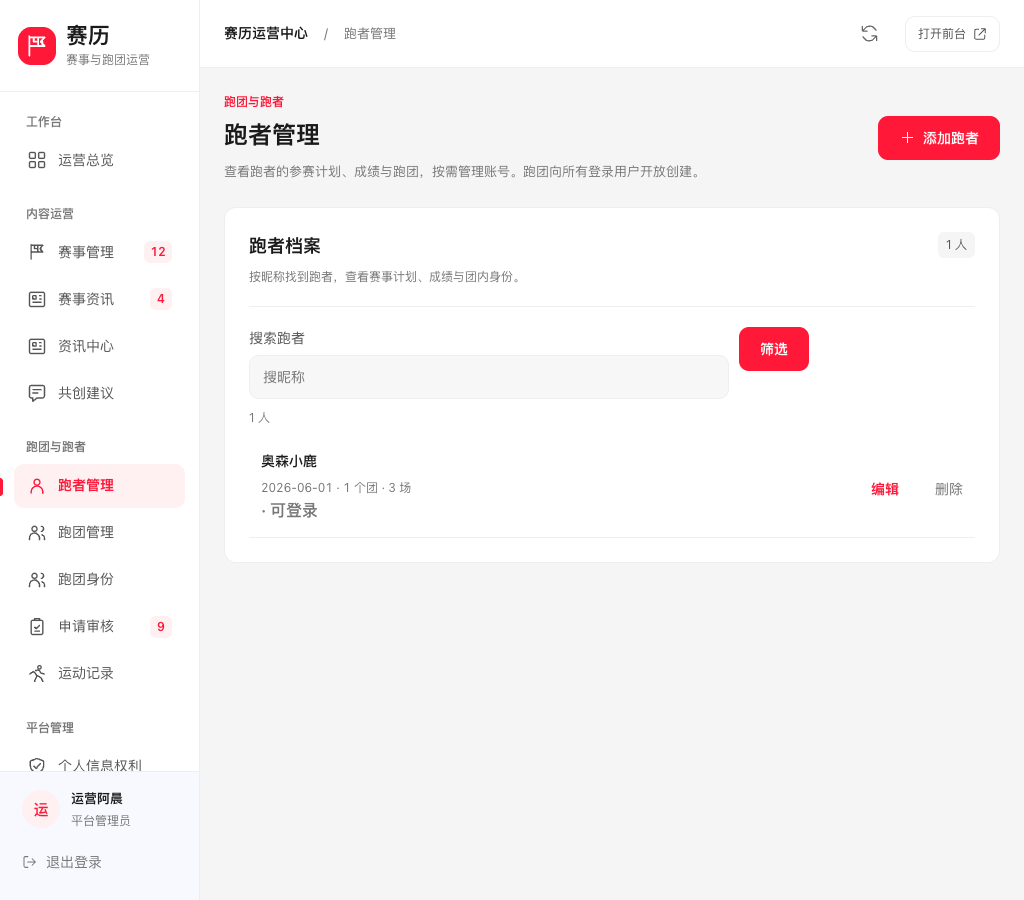 赛历
赛事与跑团运营
工作台
运营总览
内容运营
赛事管理 12
赛事资讯 4
资讯中心
共创建议
跑团与跑者
跑者管理
跑团管理
跑团身份
申请审核 9
运动记录
平台管理
个人信息权利
运 运营阿晨
平台管理员
退出登录
赛历运营中心 / 跑者管理
打开前台
跑团与跑者
跑者管理
查看跑者的参赛计划、成绩与跑团，按需管理账号。跑团向所有登录用户开放创建。
添加跑者
跑者档案
1 人
按昵称找到跑者，查看赛事计划、成绩与团内身份。
搜索跑者
搜昵称
筛选
1 人
奥森小鹿
2026-06-01 · 1 个团 · 3 场
· 可登录
编辑 删除